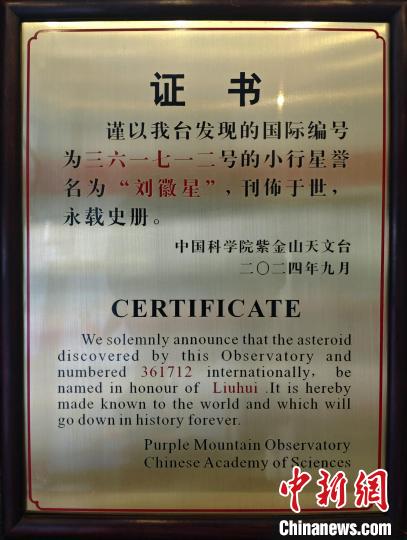 证书
谨以我台发现的国际编号
为三六一七一二号的小行星誉
名为“刘徽星”，刊佈于世，
永载史册。
中国科学院紫金山天文台
二〇二四年九月
CERTIFICATE
We solemnly announce that the asteroid
discovered by this Observatory and
numbered 361712 internationally, be
named in honour of Liuhui .It is hereby
made known to the world and which will
go down in history forever.
Purple Mountain Observatory
Chinese Academy of Sciences
中新网
Chinanews.com